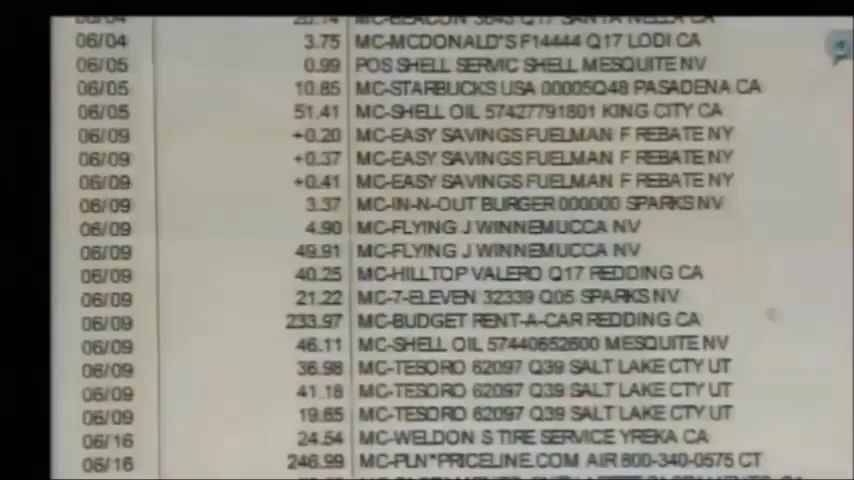 06/04 3.75 MC-MCDONALD'S F14444 Q17 LODI CA
06/05 0.99 POS SHELL SERVIC SHELL MESQUITE NV
06/05 10.85 MC-STARBUCKS USA 00005Q48 PASADENA CA
06/05 51.41 MC-SHELL OIL 57427791801 KING CITY CA
06/09 +0.20 MC-EASY SAVINGS FUELMAN F REBATE NY
06/09 +0.37 MC-EASY SAVINGS FUELMAN F REBATE NY
06/09 +0.41 MC-EASY SAVINGS FUELMAN F REBATE NY
06/09 3.37 MC-IN-N-OUT BURGER 000000 SPARKS NV
06/09 4.90 MC-FLYING J WINNEMUCCA NV
06/09 49.91 MC-FLYING J WINNEMUCCA NV
06/09 40.25 MC-HILLTOP VALERO Q17 REDDING CA
06/09 21.22 MC-7-ELEVEN 32339 Q05 SPARKS NV
06/09 233.97 MC-BUDGET RENT-A-CAR REDDING CA
06/09 46.11 MC-SHELL OIL 57440652600 MESQUITE NV
06/09 36.98 MC-TESORO 62097 Q39 SALT LAKE CTY UT
06/09 41.16 MC-TESORO 62097 Q39 SALT LAKE CTY UT
06/09 19.65 MC-TESORO 62097 Q39 SALT LAKE CTY UT
06/16 24.54 MC-WELDON S TIRE SERVICE YREKA CA
06/16 246.99 MC-PLN*PRICELINE.COM AIR 800-340-0575 CT